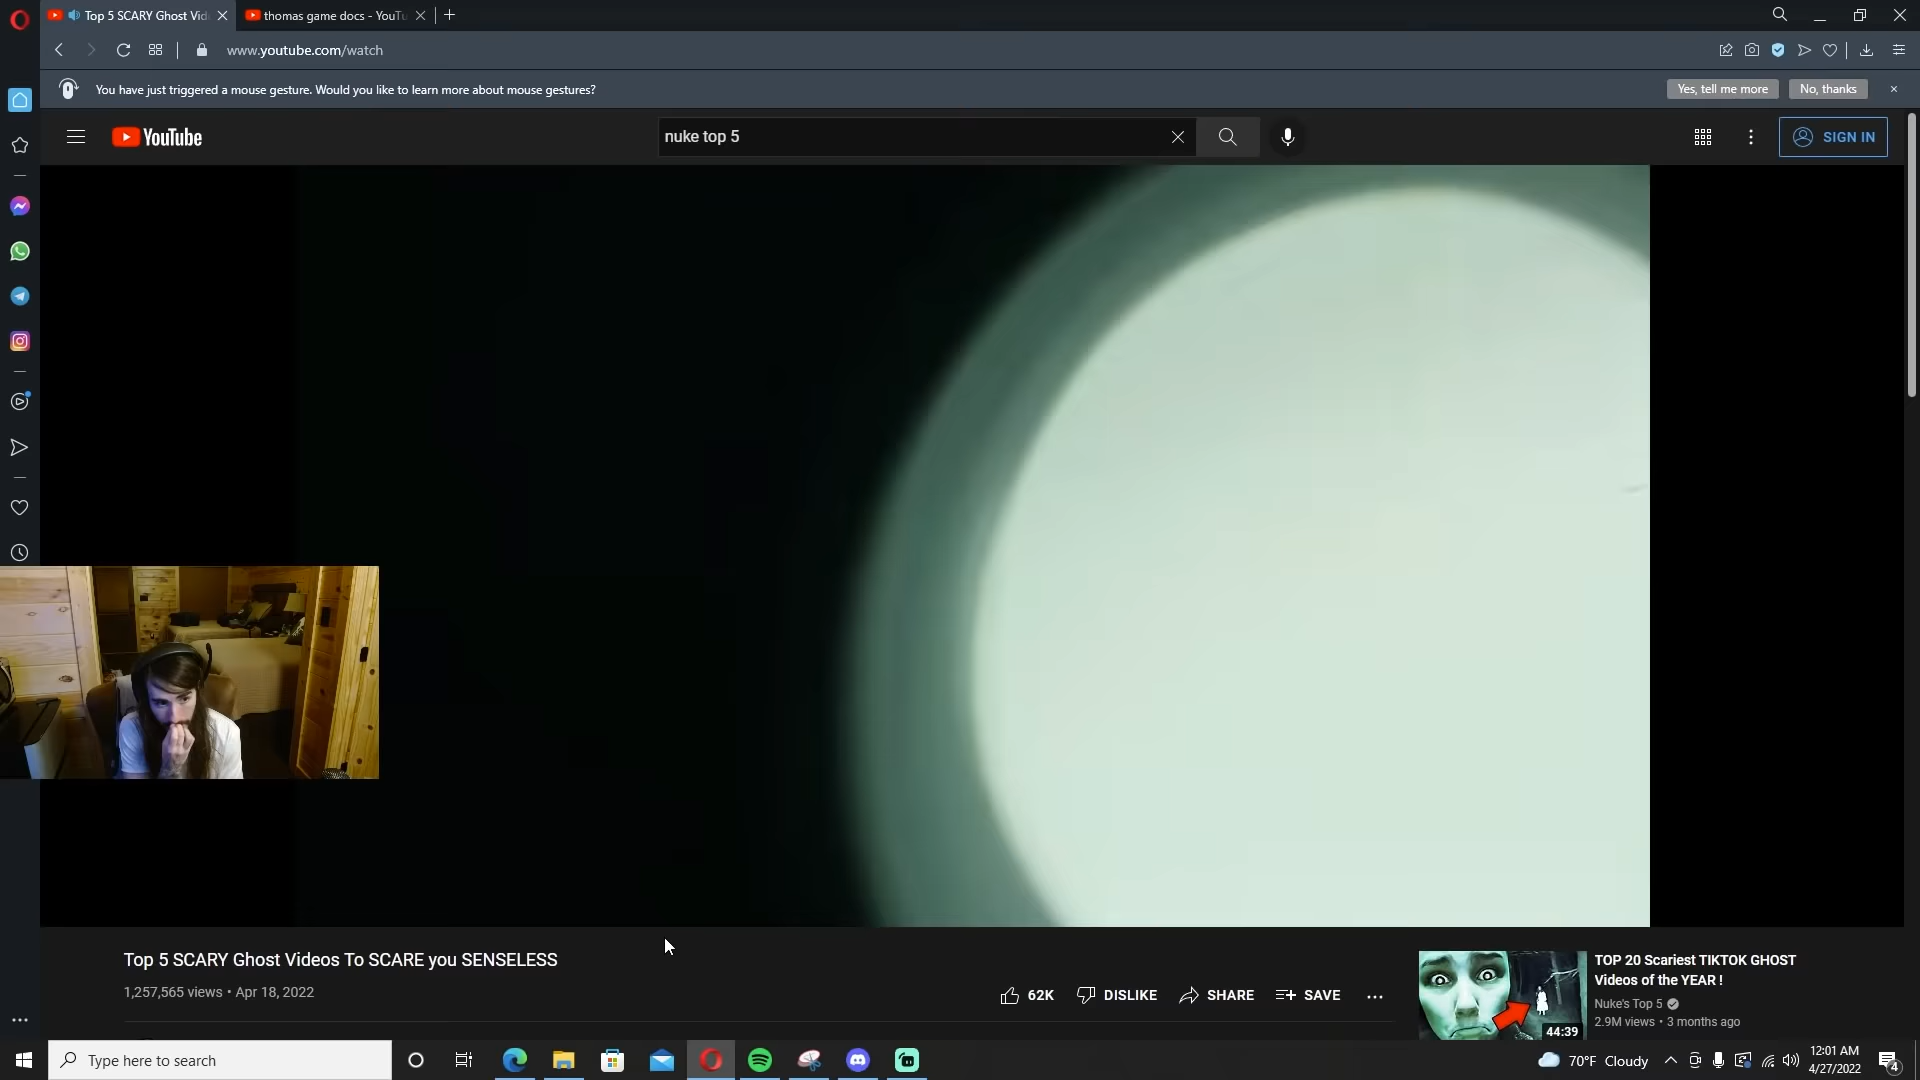 Top 5 SCARY Ghost Vid
thomas game docs - YouTu
www.youtube.com/watch
You have just triggered a mouse gesture. Would you like to learn more about mouse gestures?
Yes, tell me more
No, thanks
YouTube
nuke top 5
SIGN IN
Top 5 SCARY Ghost Videos To SCARE you SENSELESS
1,257,565 views • Apr 18, 2022
62K
DISLIKE
SHARE
SAVE
44:39
TOP 20 Scariest TIKTOK GHOST
Videos of the YEAR !
Nuke's Top 5
2.9M views • 3 months ago
Type here to search
70°F Cloudy
12:01 AM
4/27/2022
4